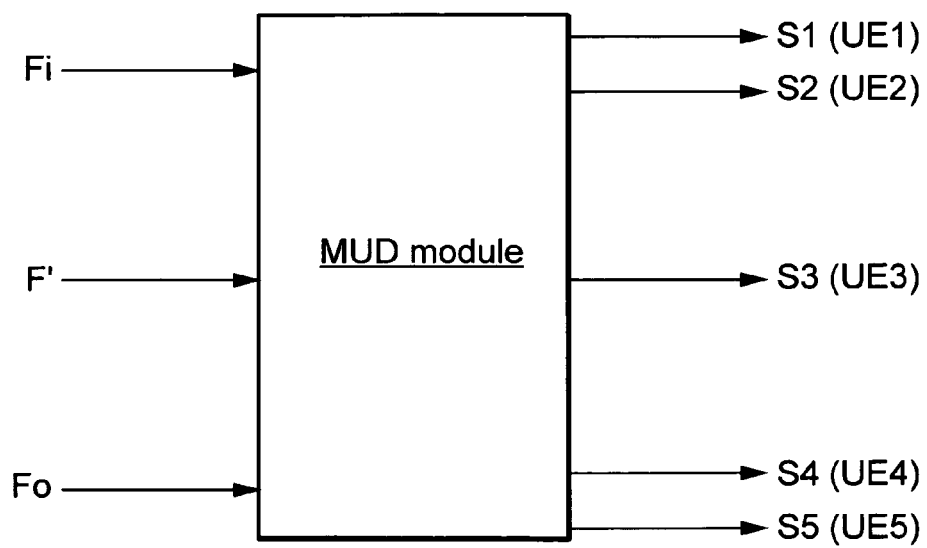 S1 (UE1)
Fi
S2 (UE2)
MUD module
F'
S3 (UE3)
Fo
S4 (UE4)
S5 (UE5)